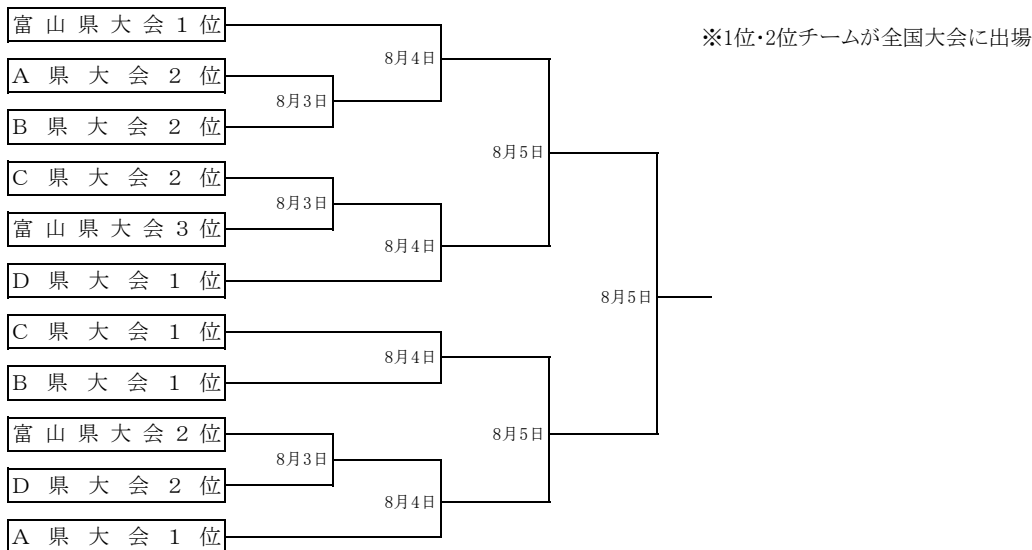 富山県大会1位
※1位・2位チームが全国大会に出場
8月4日
A県大会2位
8月3日
B県大会2位
8月5日
C県大会2位
8月3日
富山県大会3位
8月4日
D県大会1位
8月5日
C県大会1位
8月4日
B県大会1位
富山県大会2位
8月5日
8月3日
D県大会2位
8月4日
A県大会1位